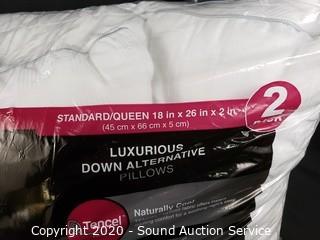 STANDARD/QUEEN 18 in x 26 in x 2 in
(45 cm x 66 cm x 5 cm)
2
PACK
LUXURIOUS
DOWN ALTERNATIVE
PILLOWS
Tencel
Naturally Cool
Copyright 2020 - Sound Auction Service